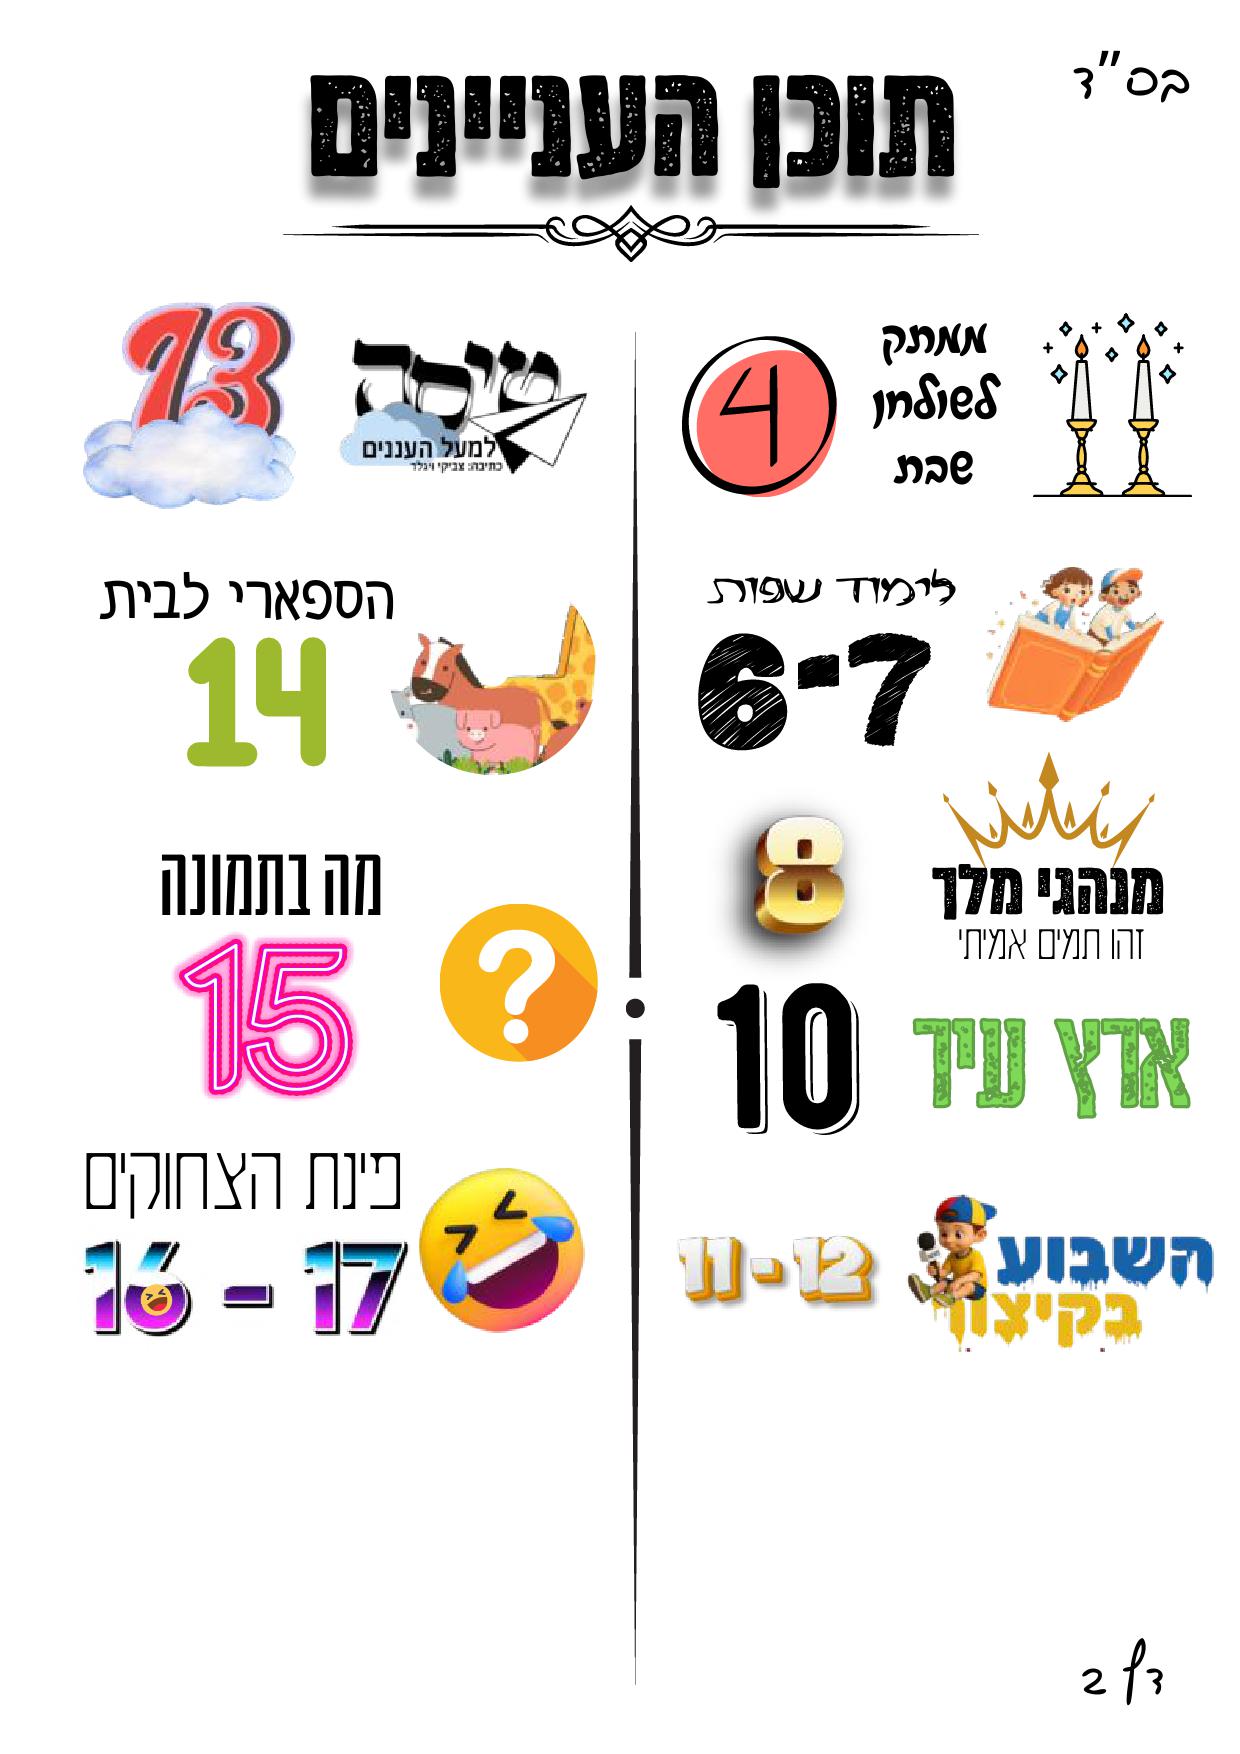 בס"ד
תוכן העניינים
ממתק
לשולחן
שבת
4
לימוד שפות
6-7
מנהגי מלך
זהו תמים אמיתי
8
ארץ עיר
10
השבוע
בקיצור
11-12
טיסה
למעל העננים
כתיבה: צביקי ויגלר
13
הספארי לבית
14
מה בתמונה
15
פינת הצחוקים
16 - 17
דף 2